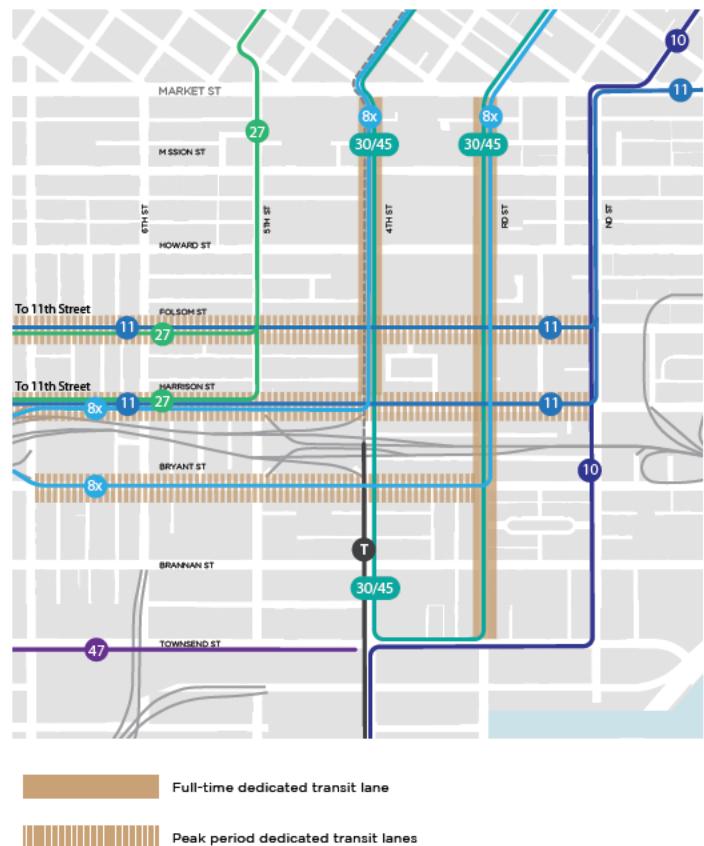 10
11
MARKET ST
8x
8x
27
30/45
30/45
M SSION ST
6TH ST
5TH ST
4TH ST
RD ST
ND ST
HOWARD ST
To 11th Street
FOLSOM ST
11
27
11
To 11th Street
HARRISON ST
8x
11
27
11
BRYANT ST
10
8x
T
BRANNAN ST
30/45
TOWNSEND ST
47
Full-time dedicated transit lane
Peak period dedicated transit lanes